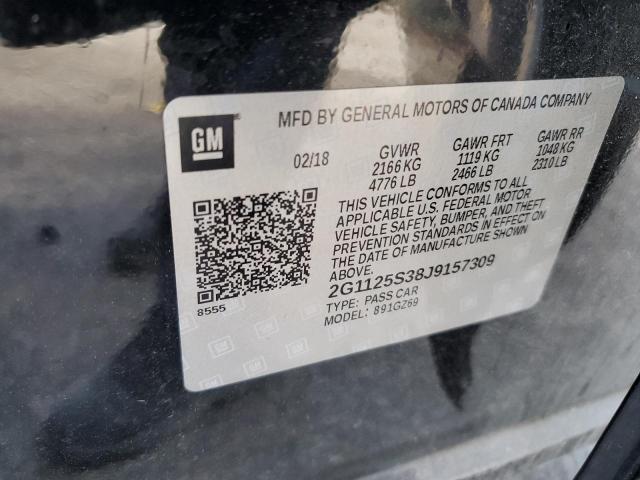 MFD BY GENERAL MOTORS OF CANADA COMPANY
GM
02/18 GVWR GAWR FRT GAWR RR
2166 KG 1119 KG 1048 KG
4776 LB 2466 LB 2310 LB
THIS VEHICLE CONFORMS TO ALL
APPLICABLE U.S. FEDERAL MOTOR
VEHICLE SAFETY, BUMPER, AND THEFT
PREVENTION STANDARDS IN EFFECT ON
THE DATE OF MANUFACTURE SHOWN
ABOVE.
2G1125S38J9157309
8555
TYPE: PASS CAR
MODEL: 891GZ69